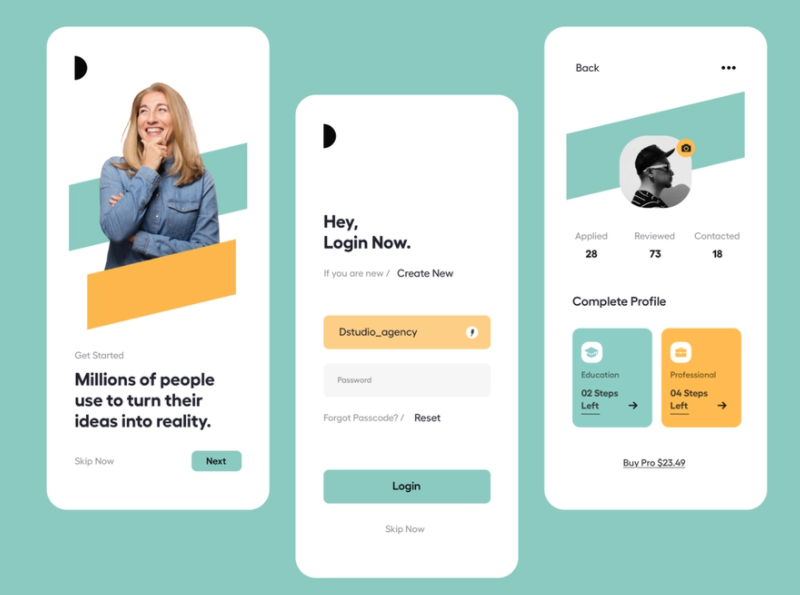 Get Started
Millions of people
use to turn their
ideas into reality.
Skip Now
Next
Hey,
Login Now.
If you are new / Create New
Dstudio_agency
Password
Forgot Passcode? / Reset
Login
Skip Now
Back
Applied Reviewed Contacted
28 73 18
Complete Profile
Education
02 Steps
Left
Professional
04 Steps
Left
Buy Pro $23.49